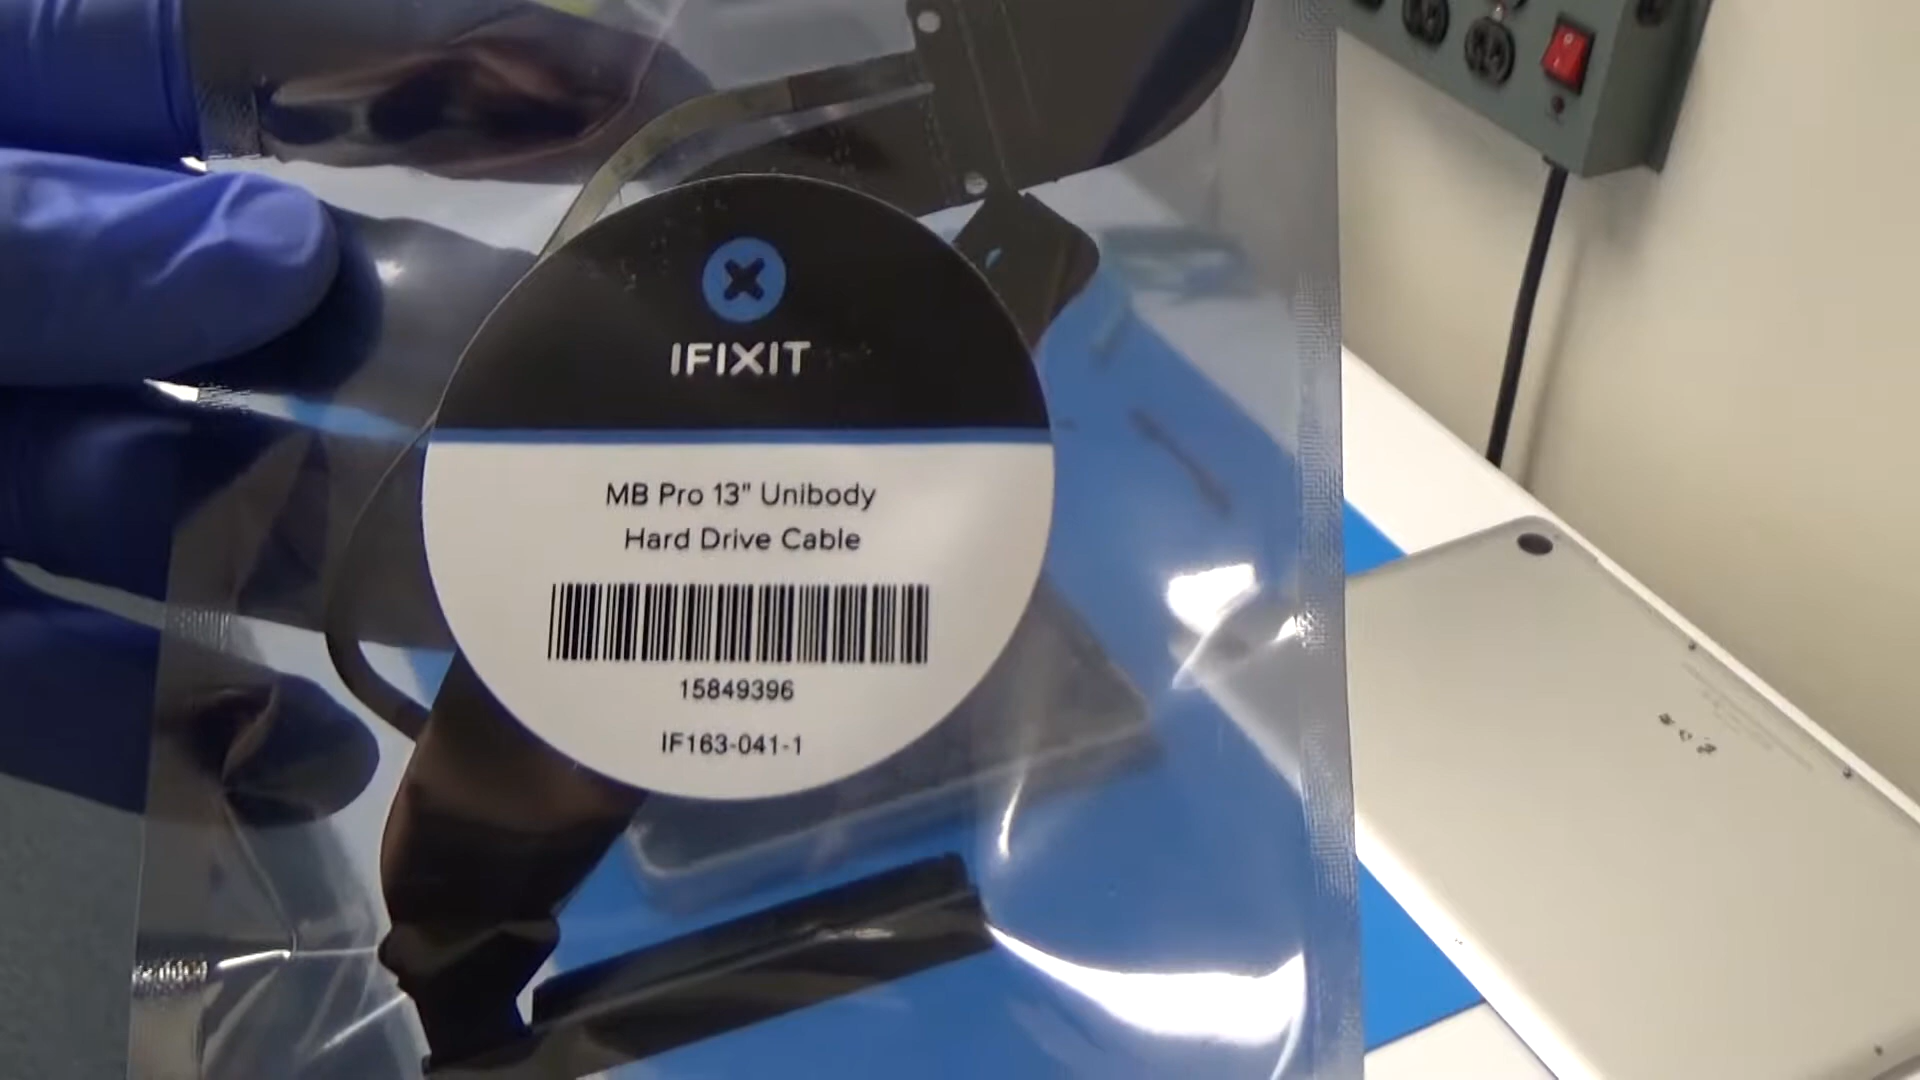 IFIXIT
MB Pro 13" Unibody
Hard Drive Cable
15849396
IF163-041-1